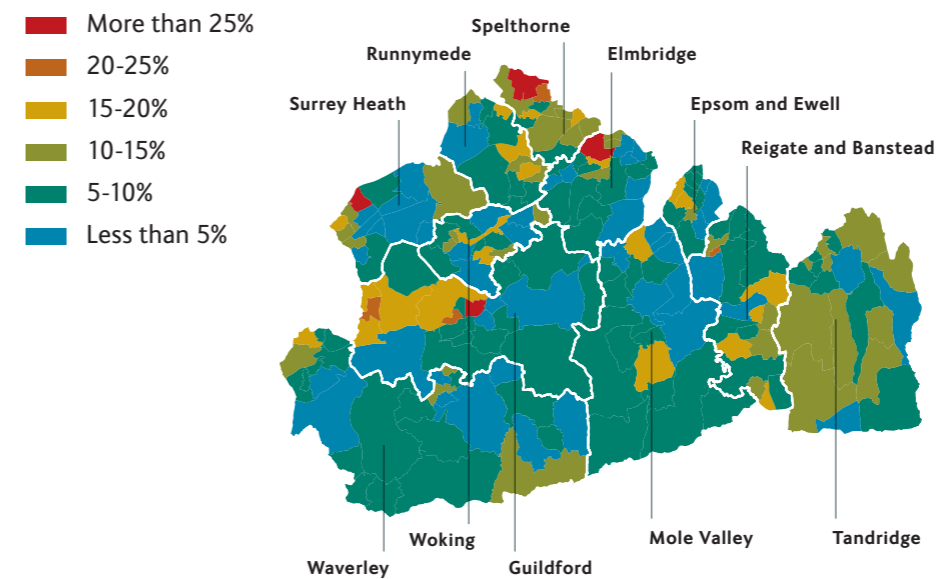 More than 25%
20-25%
15-20%
10-15%
5-10%
Less than 5%
Spelthorne
Runnymede
Elmbridge
Surrey Heath
Epsom and Ewell
Reigate and Banstead
Woking
Mole Valley
Tandridge
Waverley
Guildford